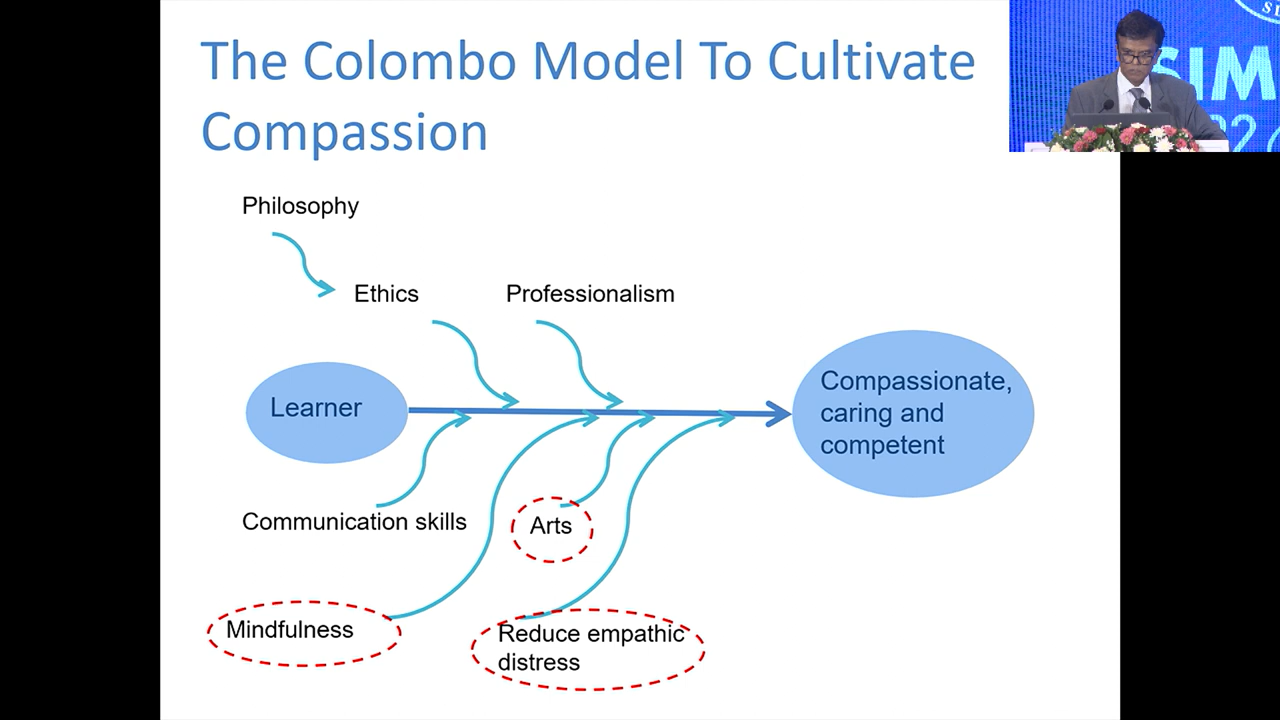 The Colombo Model To Cultivate
Compassion
Philosophy
Ethics
Professionalism
Learner
Compassionate,
caring and
competent
Communication skills
Arts
Mindfulness
Reduce empathic
distress
SIM